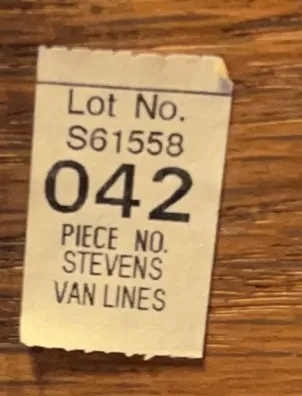 Lot No.
S61558
042
PIECE NO.
STEVENS
VAN LINES